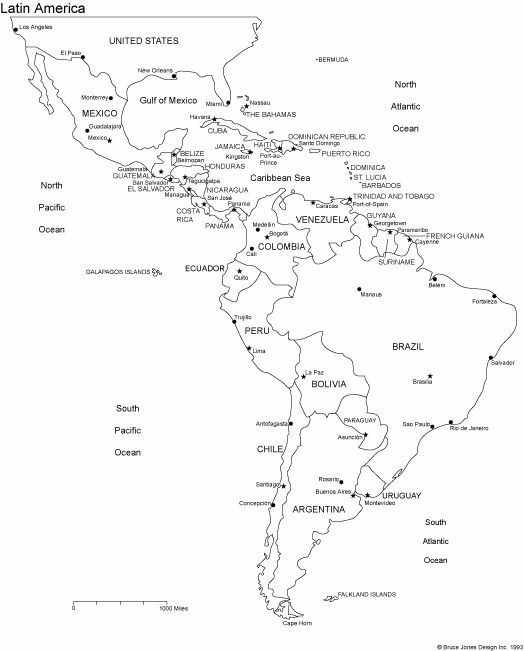 Latin America
Los Angeles
UNITED STATES
El Paso
BERMUDA
New Orleans
Monterrey
Gulf of Mexico
Miami
Nassau
North
Atlantic
Ocean
MEXICO
THE BAHAMAS
Guadalajara
Havana
CUBA
Mexico
DOMINICAN REPUBLIC
Santo Domingo
HAITI
JAMAICA
Kingston
Port-au-
Prince
PUERTO RICO
BELIZE
Belmopan
HONDURAS
Guatemala
GUATEMALA
Tegucigalpa
San Salvador
EL SALVADOR
NICARAGUA
Managua
Caribbean Sea
DOMINICA
ST. LUCIA
BARBADOS
North
Pacific
Ocean
San José
COSTA
RICA
Panama
PANAMA
TRINIDAD AND TOBAGO
Port-of-Spain
Caracas
VENEZUELA
GUYANA
Georgetown
Paramaribo
FRENCH GUIANA
Cayenne
SURINAME
Medellín
Bogotá
COLOMBIA
Cali
GALAPAGOS ISLANDS
ECUADOR
Quito
Manaus
Belém
Fortaleza
Trujillo
PERU
Lima
BRAZIL
Salvador
La Paz
BOLIVIA
Brasília
South
Pacific
Ocean
Antofagasta
PARAGUAY
Asunción
Sao Paulo
Rio de Janeiro
CHILE
Santiago
Rosario
Buenos Aires
URUGUAY
Montevideo
Concepción
ARGENTINA
South
Atlantic
Ocean
FALKLAND ISLANDS
0
1000 Miles
Cape Horn
© Bruce Jones Design Inc. 1993